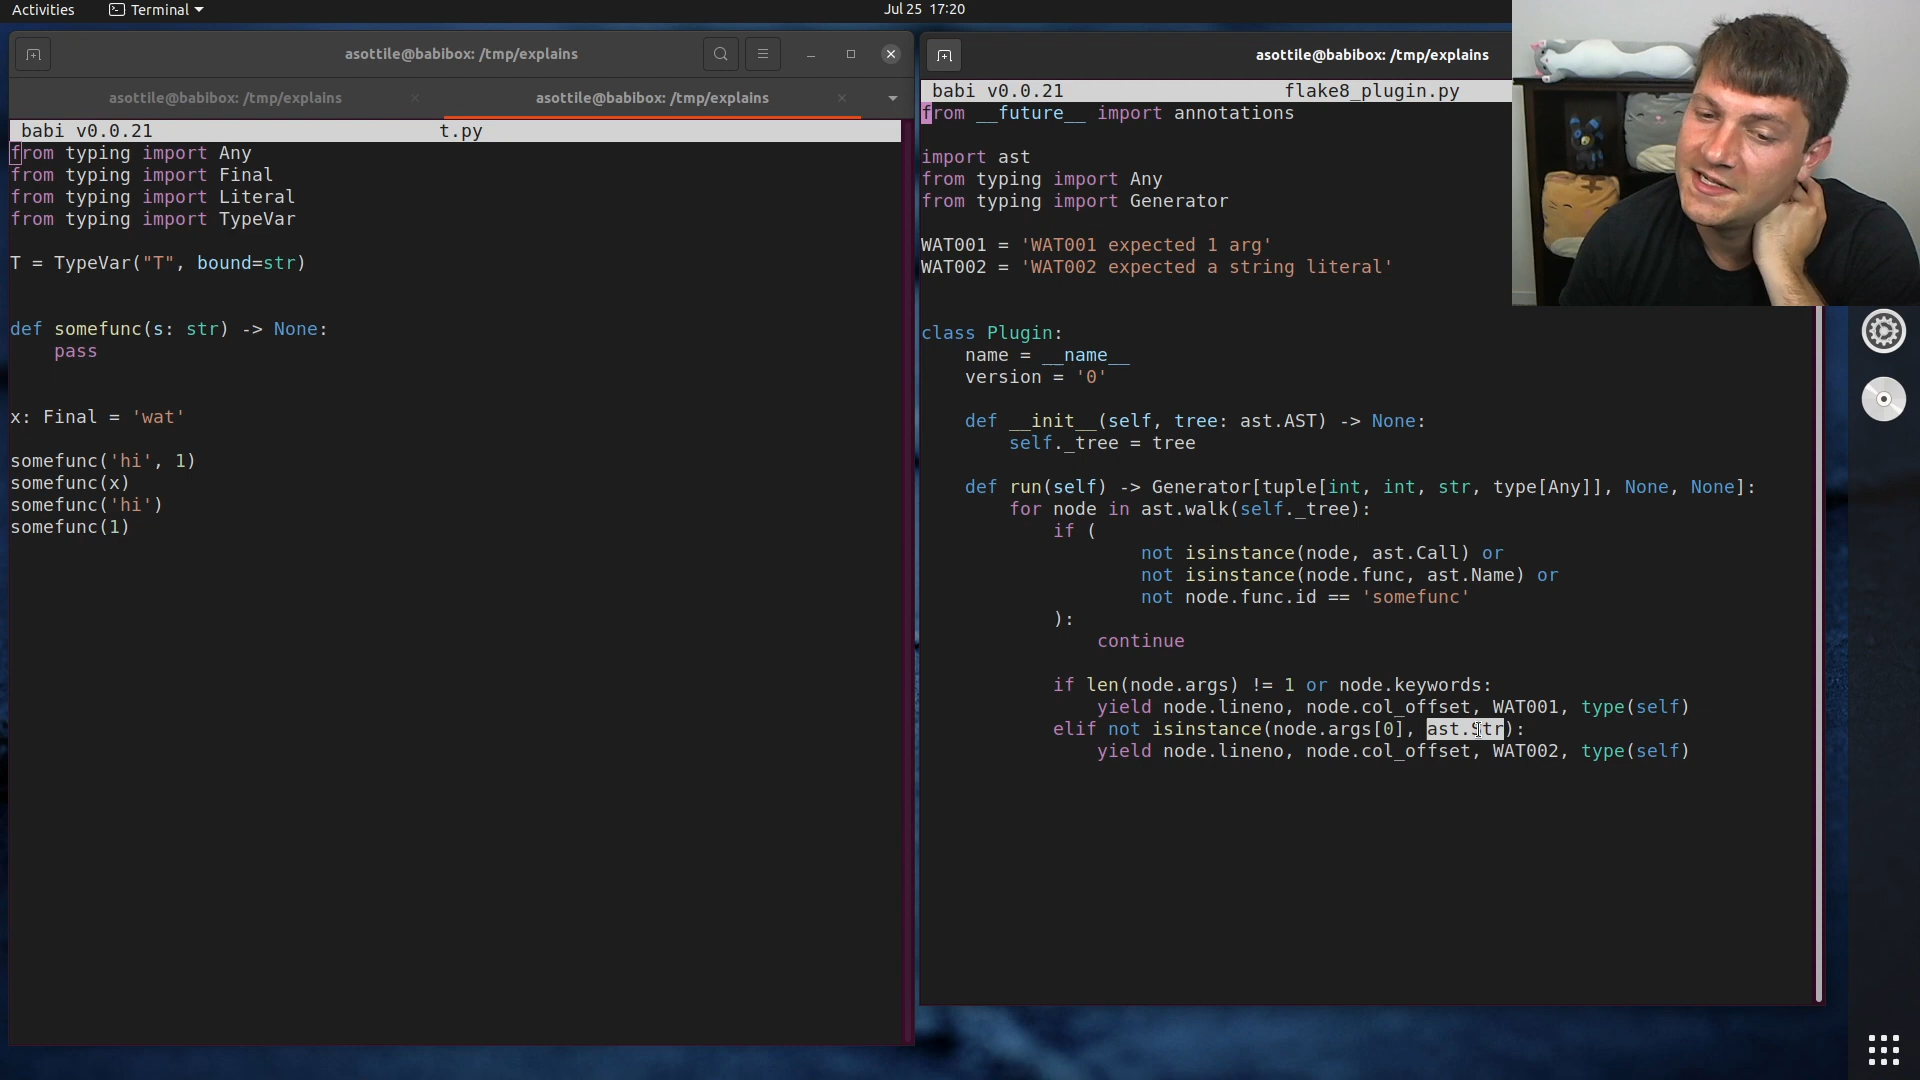 Activities
Terminal
Jul 25 17:20
asottile@babibox: /tmp/explains
asottile@babibox: /tmp/explains
asottile@babibox: /tmp/explains
babi v0.0.21 t.py
from typing import Any
from typing import Final
from typing import Literal
from typing import TypeVar
T = TypeVar("T", bound=str)
def somefunc(s: str) -> None:
    pass
x: Final = 'wat'
somefunc('hi', 1)
somefunc(x)
somefunc('hi')
somefunc(1)
asottile@babibox: /tmp/explains
babi v0.0.21 flake8_plugin.py
from __future__ import annotations
import ast
from typing import Any
from typing import Generator
WAT001 = 'WAT001 expected 1 arg'
WAT002 = 'WAT002 expected a string literal'
class Plugin:
    name = __name__
    version = '0'
    def __init__(self, tree: ast.AST) -> None:
        self._tree = tree
    def run(self) -> Generator[tuple[int, int, str, type[Any]], None, None]:
        for node in ast.walk(self._tree):
            if (
                    not isinstance(node, ast.Call) or
                    not isinstance(node.func, ast.Name) or
                    not node.func.id == 'somefunc'
            ):
                continue
            if len(node.args) != 1 or node.keywords:
                yield node.lineno, node.col_offset, WAT001, type(self)
            elif not isinstance(node.args[0], ast.Str):
                yield node.lineno, node.col_offset, WAT002, type(self)